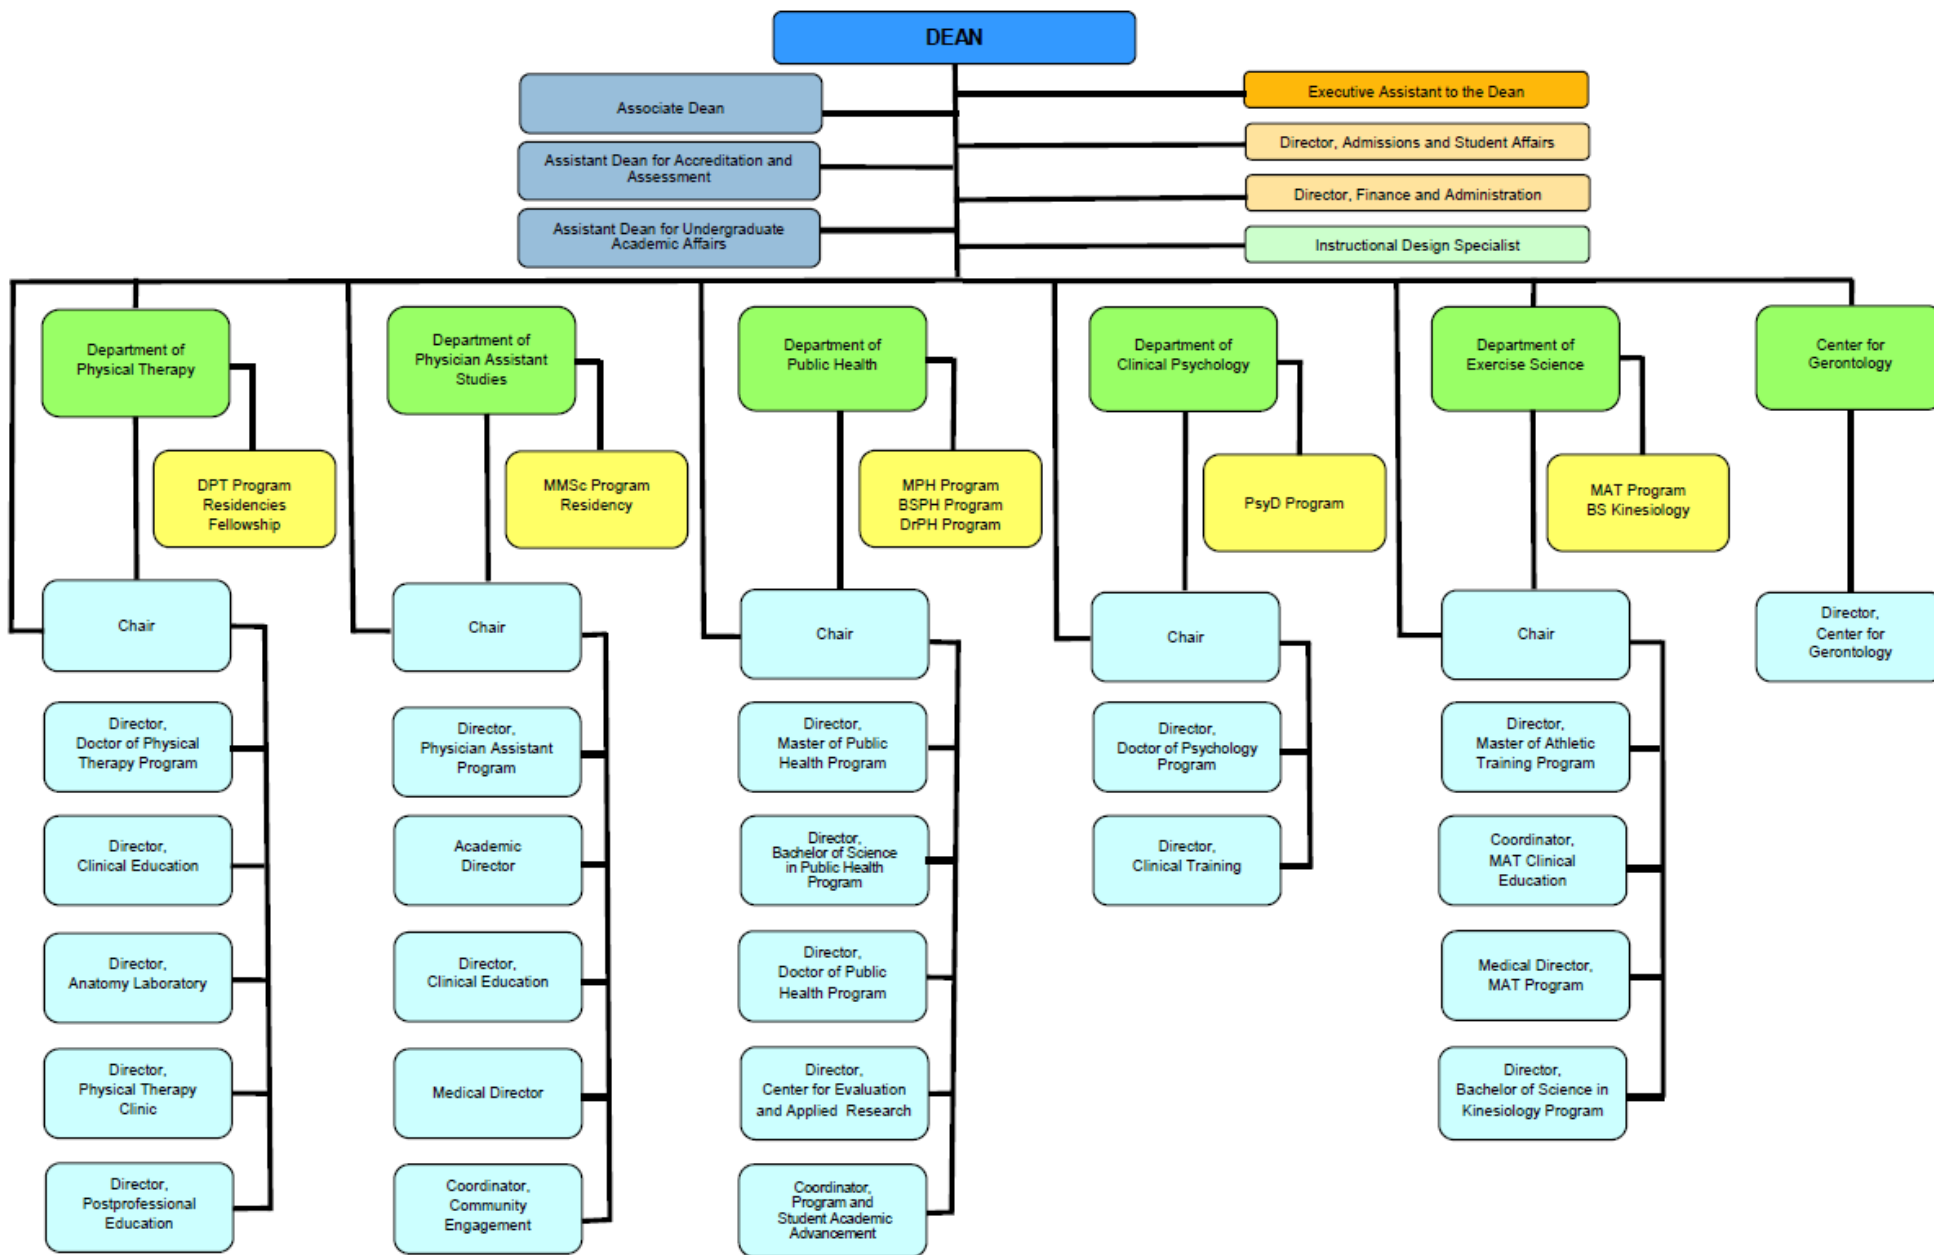 DEAN
Associate Dean
Executive Assistant to the Dean
Director, Admissions and Student Affairs
Assistant Dean for Accreditation and
Assessment
Director, Finance and Administration
Assistant Dean for Undergraduate
Academic Affairs
Instructional Design Specialist
Department of
Physical Therapy
Department of
Physician Assistant
Studies
Department of
Public Health
Department of
Clinical Psychology
Department of
Exercise Science
Center for
Gerontology
DPT Program
Residencies
Fellowship
MMSc Program
Residency
MPH Program
BSPH Program
DrPH Program
PsyD Program
MAT Program
BS Kinesiology
Chair
Chair
Chair
Chair
Chair
Director,
Center for
Gerontology
Director,
Doctor of Physical
Therapy Program
Director,
Physician Assistant
Program
Director,
Master of Public
Health Program
Director,
Doctor of Psychology
Program
Director,
Master of Athletic
Training Program
Director,
Clinical Education
Academic
Director
Director,
Bachelor of Science
in Public Health
Program
Director,
Clinical Training
Coordinator,
MAT Clinical
Education
Director,
Anatomy Laboratory
Director,
Clinical Education
Director,
Doctor of Public
Health Program
Medical Director,
MAT Program
Director,
Physical Therapy
Clinic
Medical Director
Director,
Center for Evaluation
and Applied Research
Director,
Bachelor of Science in
Kinesiology Program
Director,
Postprofessional
Education
Coordinator,
Community
Engagement
Coordinator,
Program and
Student Academic
Advancement